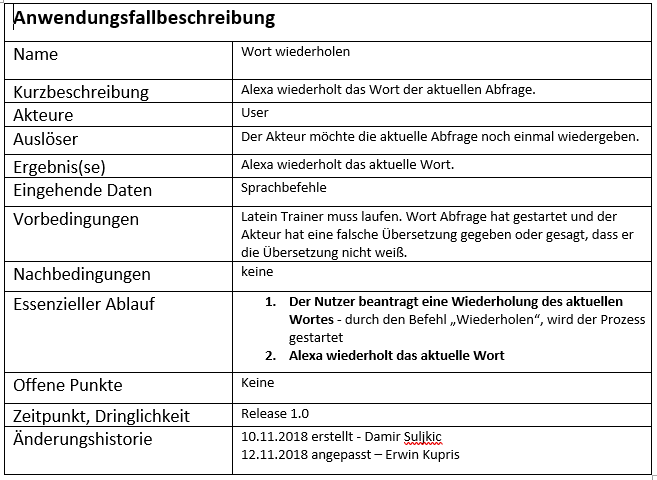 Anwendungsfallbeschreibung
Name
Wort wiederholen
Kurzbeschreibung
Alexa wiederholt das Wort der aktuellen Abfrage.
Akteure
User
Auslöser
Der Akteur möchte die aktuelle Abfrage noch einmal wiedergeben.
Ergebnis(se)
Alexa wiederholt das aktuelle Wort.
Eingehende Daten
Sprachbefehle
Vorbedingungen
Latein Trainer muss laufen. Wort Abfrage hat gestartet und der
Akteur hat eine falsche Übersetzung gegeben oder gesagt, dass er
die Übersetzung nicht weiß.
Nachbedingungen
keine
Essenzieller Ablauf
1. Der Nutzer beantragt eine Wiederholung des aktuellen
Wortes - durch den Befehl „Wiederholen“, wird der Prozess
gestartet
2. Alexa wiederholt das aktuelle Wort
Offene Punkte
Keine
Zeitpunkt, Dringlichkeit
Release 1.0
Änderungshistorie
10.11.2018 erstellt - Damir Suljkic
12.11.2018 angepasst – Erwin Kupris